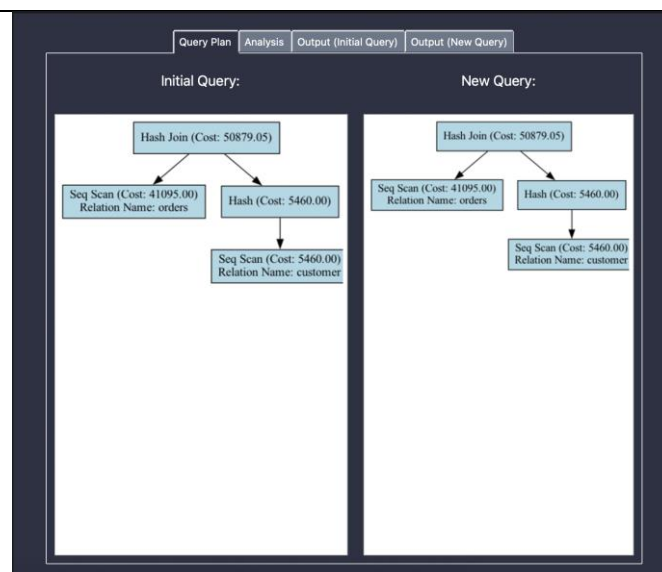 Query Plan
Analysis
Output (Initial Query)
Output (New Query)
Initial Query:
Hash Join (Cost: 50879.05)
Seq Scan (Cost: 41095.00)
Relation Name: orders
Hash (Cost: 5460.00)
Seq Scan (Cost: 5460.00)
Relation Name: customer
New Query:
Hash Join (Cost: 50879.05)
Seq Scan (Cost: 41095.00)
Relation Name: orders
Hash (Cost: 5460.00)
Seq Scan (Cost: 5460.00)
Relation Name: customer